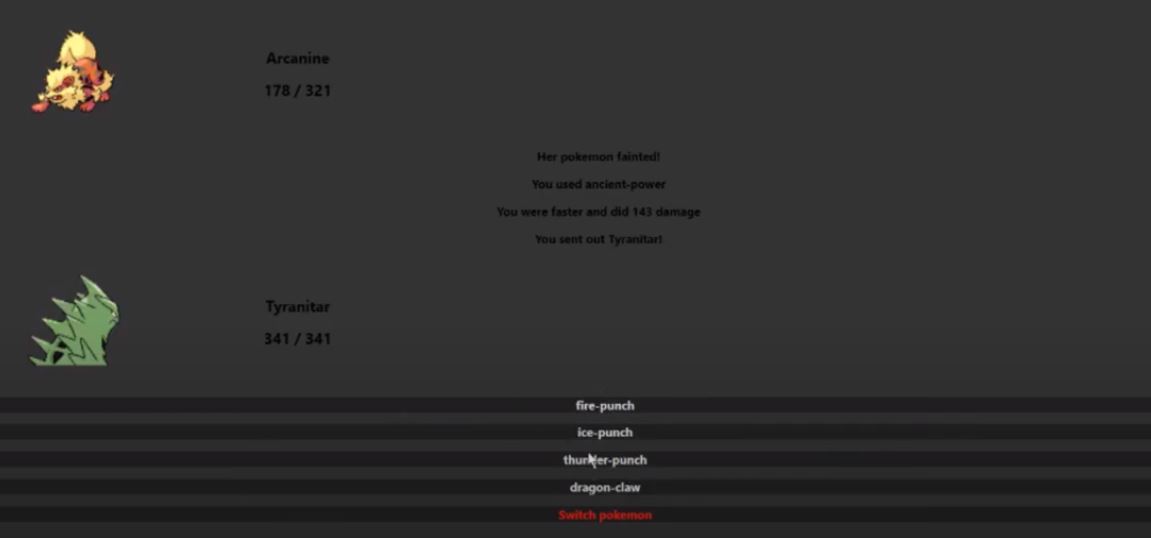 Arcanine
178 / 321
Her pokemon fainted!
You used ancient-power
You were faster and did 143 damage
You sent out Tyranitar!
Tyranitar
341 / 341
fire-punch
ice-punch
thunder-punch
dragon-claw
Switch pokemon